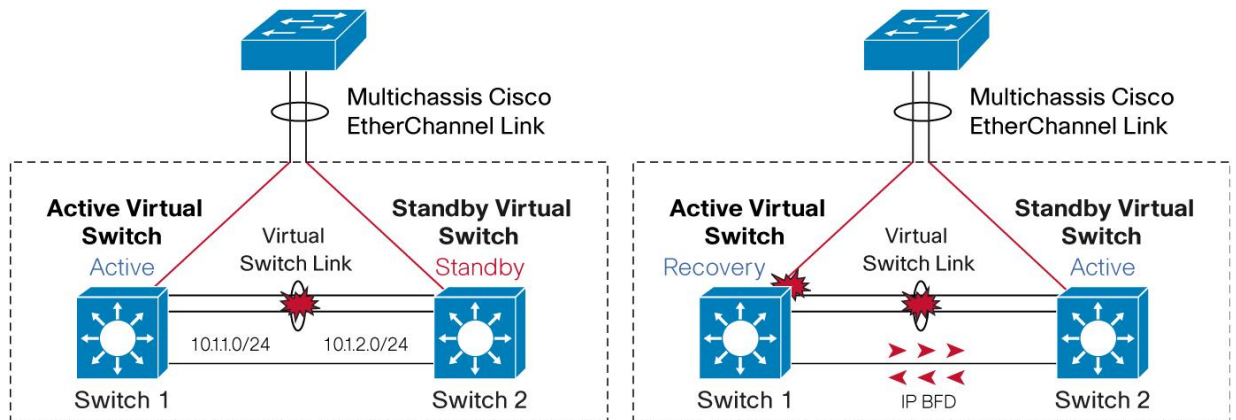 Multichassis Cisco
EtherChannel Link
Active Virtual
Switch
Active
Virtual
Switch Link
Standby Virtual
Switch
Standby
10.1.1.0/24
10.1.2.0/24
Switch 1
Switch 2
Multichassis Cisco
EtherChannel Link
Active Virtual
Switch
Recovery
Virtual
Switch Link
Standby Virtual
Switch
Active
Switch 1
IP BFD
Switch 2